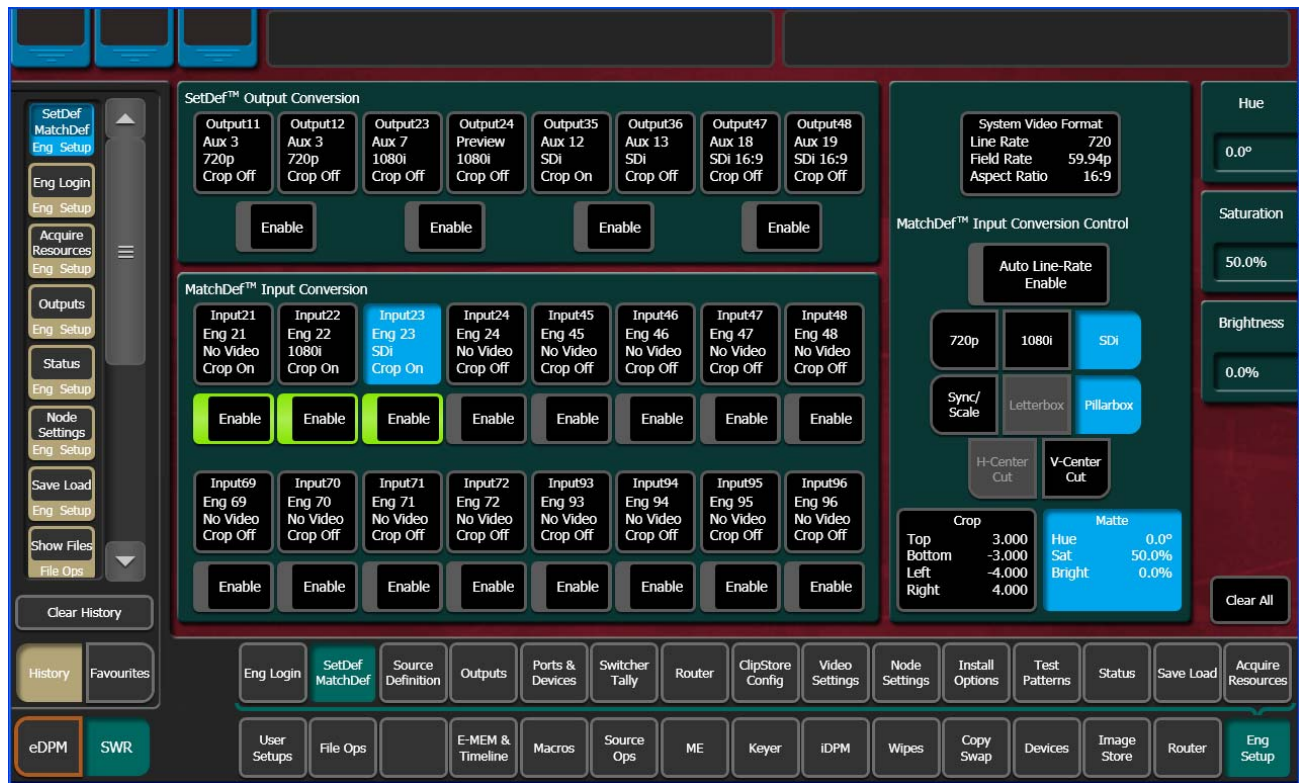 SetDef
MatchDef
Eng Setup
Eng Login
Eng Setup
Acquire
Resources
Eng Setup
Outputs
Eng Setup
Status
Eng Setup
Node
Settings
Eng Setup
Save Load
Eng Setup
Show Files
File Ops
Clear History
History Favourites
eDPM SWR
SetDef™ Output Conversion
Output11 Output12 Output23 Output24 Output35 Output36 Output47 Output48
Aux 3 Aux 3 Aux 7 Preview Aux 12 Aux 13 Aux 18 Aux 19
720p 720p 1080i 1080i SDi SDi SDi 16:9 SDi 16:9
Crop Off Crop Off Crop Off Crop Off Crop On Crop Off Crop Off Crop Off
Enable Enable Enable Enable
MatchDef™ Input Conversion
Input21 Input22 Input23 Input24 Input45 Input46 Input47 Input48
Eng 21 Eng 22 Eng 23 Eng 24 Eng 45 Eng 46 Eng 47 Eng 48
No Video 1080i SDi No Video No Video No Video No Video No Video
Crop On Crop On Crop On Crop Off Crop Off Crop Off Crop Off Crop Off
Enable Enable Enable Enable Enable Enable Enable Enable
Input69 Input70 Input71 Input72 Input93 Input94 Input95 Input96
Eng 69 Eng 70 Eng 71 Eng 72 Eng 93 Eng 94 Eng 95 Eng 96
No Video No Video No Video No Video No Video No Video No Video No Video
Crop Off Crop Off Crop Off Crop Off Crop Off Crop Off Crop Off Crop Off
Enable Enable Enable Enable Enable Enable Enable Enable
System Video Format
Line Rate 720
Field Rate 59.94p
Aspect Ratio 16:9
MatchDef™ Input Conversion Control
Auto Line-Rate
Enable
720p 1080i SDi
Sync/
Scale Letterbox Pillarbox
H-Center
Cut
V-Center
Cut
Crop
Top 3.000
Bottom -3.000
Left -4.000
Right 4.000
Matte
Hue 0.0°
Sat 50.0%
Bright 0.0%
Hue
0.0°
Saturation
50.0%
Brightness
0.0%
Clear All
Eng Login
SetDef
MatchDef
Source
Definition
Outputs
Ports &
Devices
Switcher
Tally
Router
ClipStore
Config
Video
Settings
Node
Settings
Install
Options
Test
Patterns
Status
Save Load
Acquire
Resources
User
Setups
File Ops
E-MEM &
Timeline
Macros
Source
Ops
ME
Keyer
iDPM
Wipes
Copy
Swap
Devices
Image
Store
Router
Eng
Setup